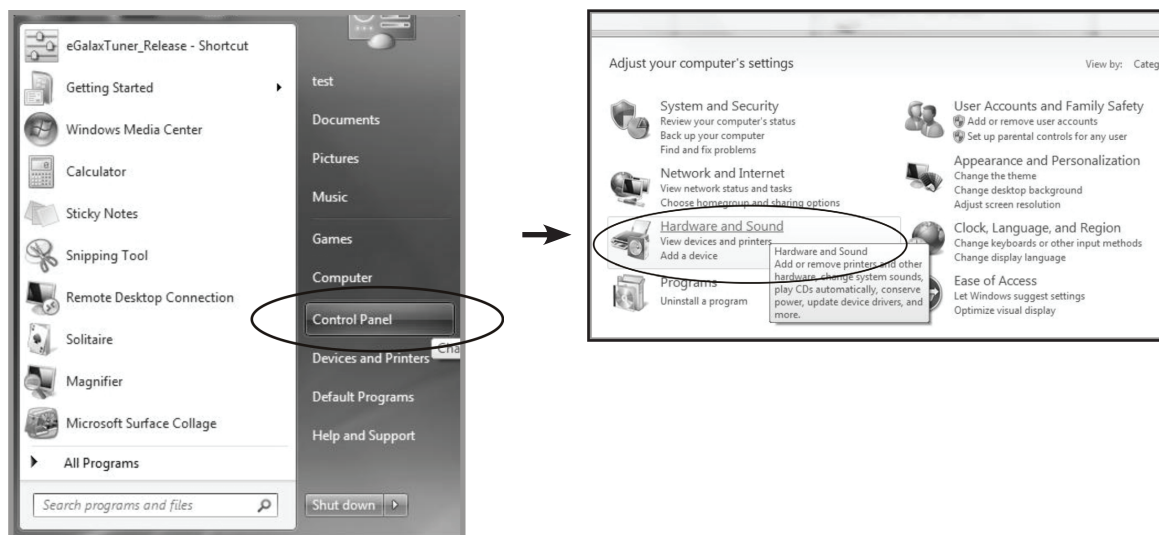 eGalaxTuner_Release - Shortcut
Getting Started
Windows Media Center
Calculator
Sticky Notes
Snipping Tool
Remote Desktop Connection
Solitaire
Magnifier
Microsoft Surface Collage
All Programs
Search programs and files
test
Documents
Pictures
Music
Games
Computer
Control Panel
Devices and Printers
Default Programs
Help and Support
Shut down
Adjust your computer's settings
View by:
System and Security
Review your computer's status
Back up your computer
Find and fix problems
Network and Internet
View network status and tasks
Choose homegroup and sharing options
Hardware and Sound
View devices and printers
Add a device
Hardware and Sound
Add or remove printers and other
hardware, change system sounds,
play CDs automatically, conserve
power, update device drivers, and
more.
Programs
Uninstall a program
User Accounts and Family Safety
Add or remove user accounts
Set up parental controls for any user
Appearance and Personalization
Change the theme
Change desktop background
Adjust screen resolution
Clock, Language, and Region
Change keyboards or other input methods
Change display language
Ease of Access
Let Windows suggest settings
Optimize visual display